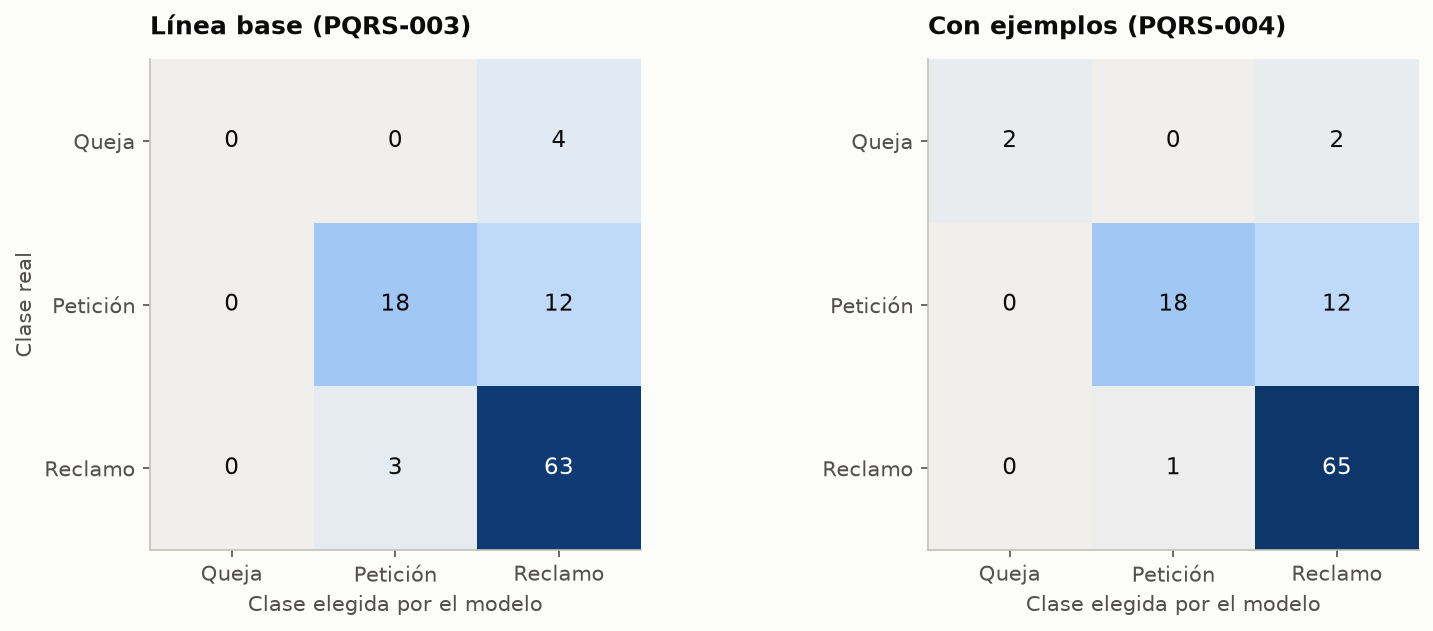 Línea base (PQRS-003)
Clase real
Queja
0
0
4
Petición
0
18
12
Reclamo
0
3
63
Queja
Petición
Reclamo
Clase elegida por el modelo
Con ejemplos (PQRS-004)
Queja
2
0
2
Petición
0
18
12
Reclamo
0
1
65
Queja
Petición
Reclamo
Clase elegida por el modelo